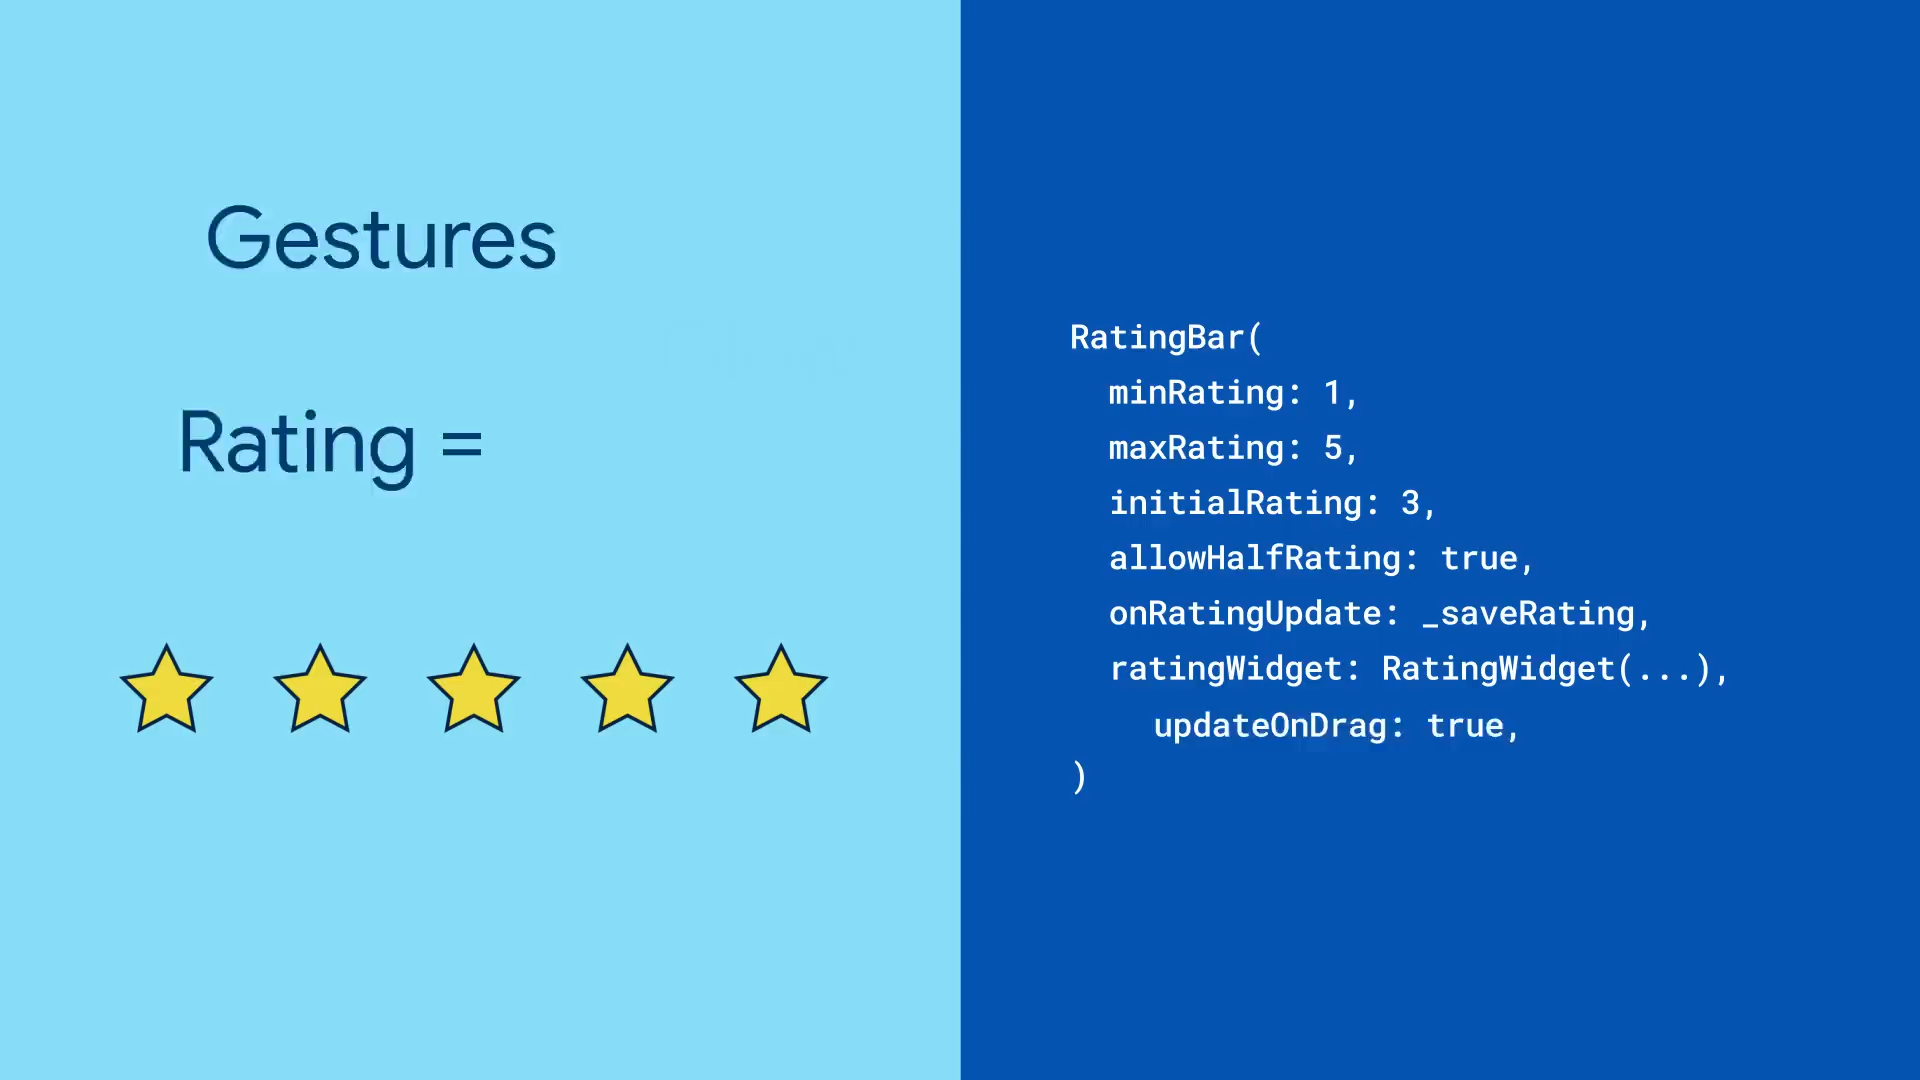 Gestures
Rating =
RatingBar(
minRating: 1,
maxRating: 5,
initialRating: 3,
allowHalfRating: true,
onRatingUpdate: _saveRating,
ratingWidget: RatingWidget(...),
updateOnDrag: true,
)